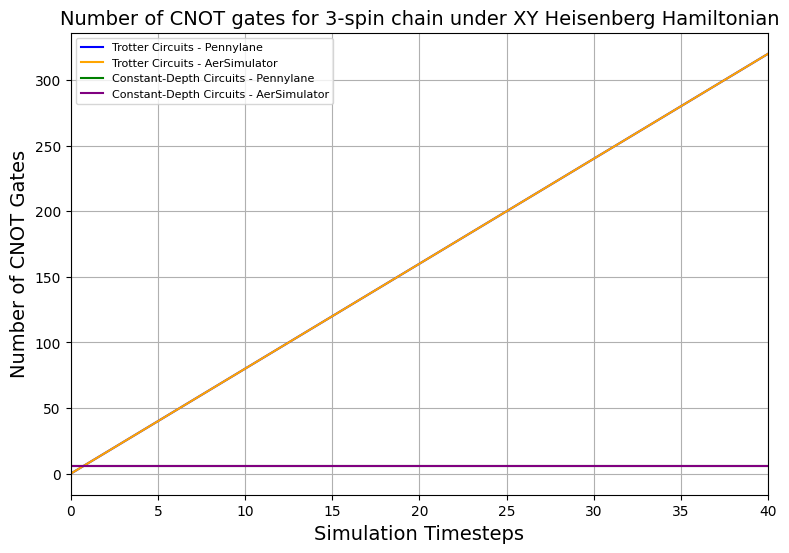 Number of CNOT gates for 3-spin chain under XY Heisenberg Hamiltonian
Trotter Circuits - Pennylane
Trotter Circuits - AerSimulator
Constant-Depth Circuits - Pennylane
Constant-Depth Circuits - AerSimulator
Number of CNOT Gates
300
250
200
150
100
50
0
0 5 10 15 20 25 30 35 40
Simulation Timesteps